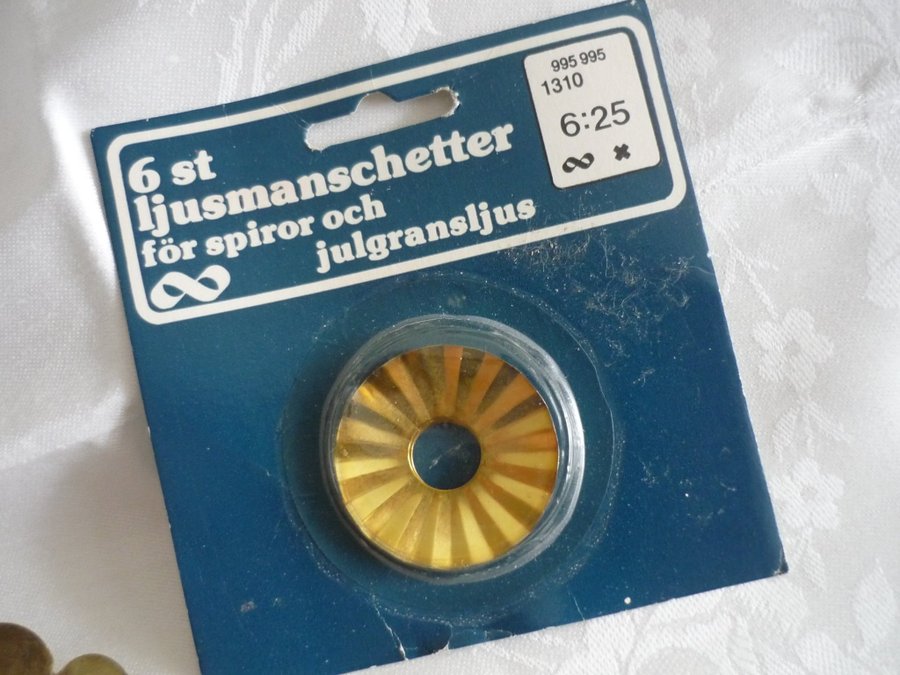 6 st
ljusmanschetter
för spiror och
julgransljus
995 995
1310
6:25